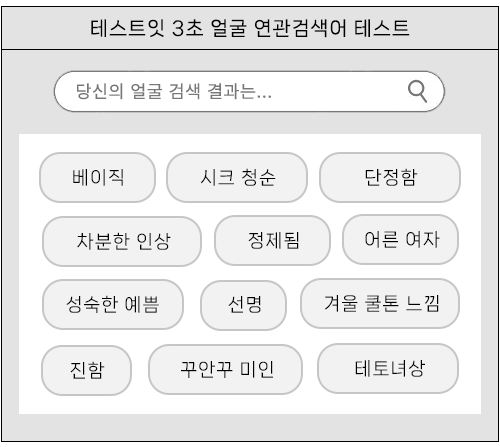 테스트잇 3초 얼굴 연관검색어 테스트
당신의 얼굴 검색 결과는...
베이직 시크 청순 단정함
차분한 인상 정제됨 어른 여자
성숙한 예쁨 선명 겨울 쿨톤 느낌
진함 꾸안꾸 미인 테토녀상